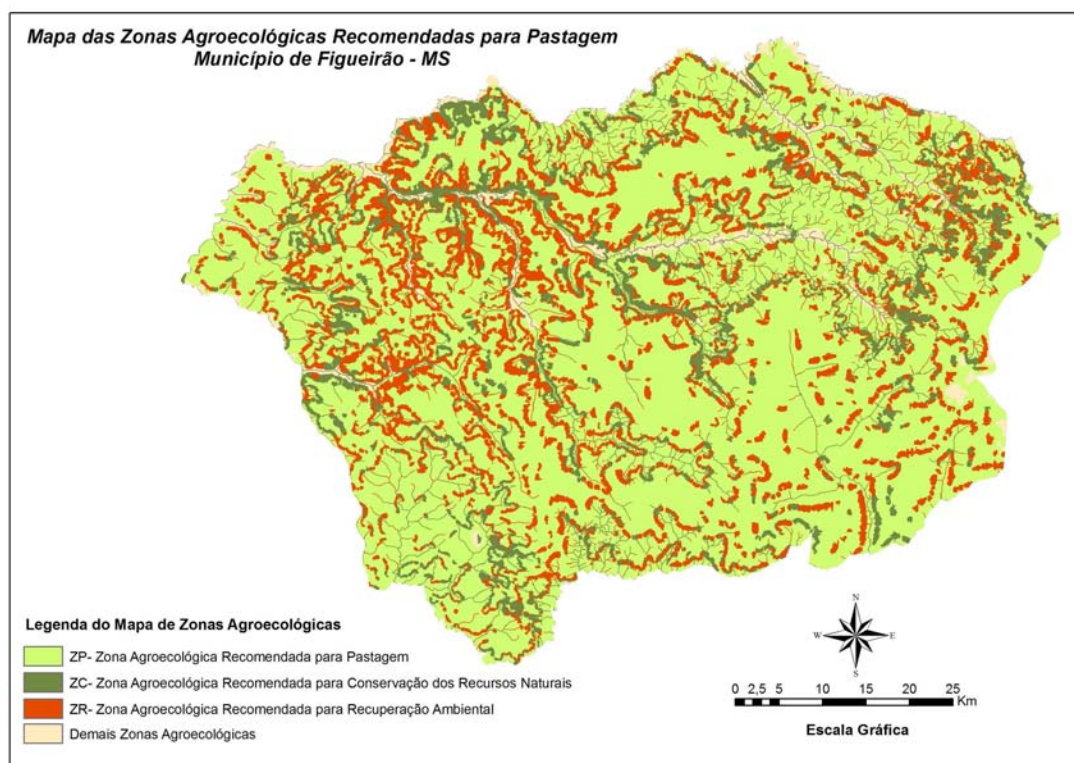 Mapa das Zonas Agroecológicas Recomendadas para Pastagem
Município de Figueirão - MS
Legenda do Mapa de Zonas Agroecológicas
ZP- Zona Agroecológica Recomendada para Pastagem
ZC- Zona Agroecológica Recomendada para Conservação dos Recursos Naturais
ZR- Zona Agroecológica Recomendada para Recuperação Ambiental
Demais Zonas Agroecológicas
N
W E
S
0 2,5 5 10 15 20 25
Km
Escala Gráfica